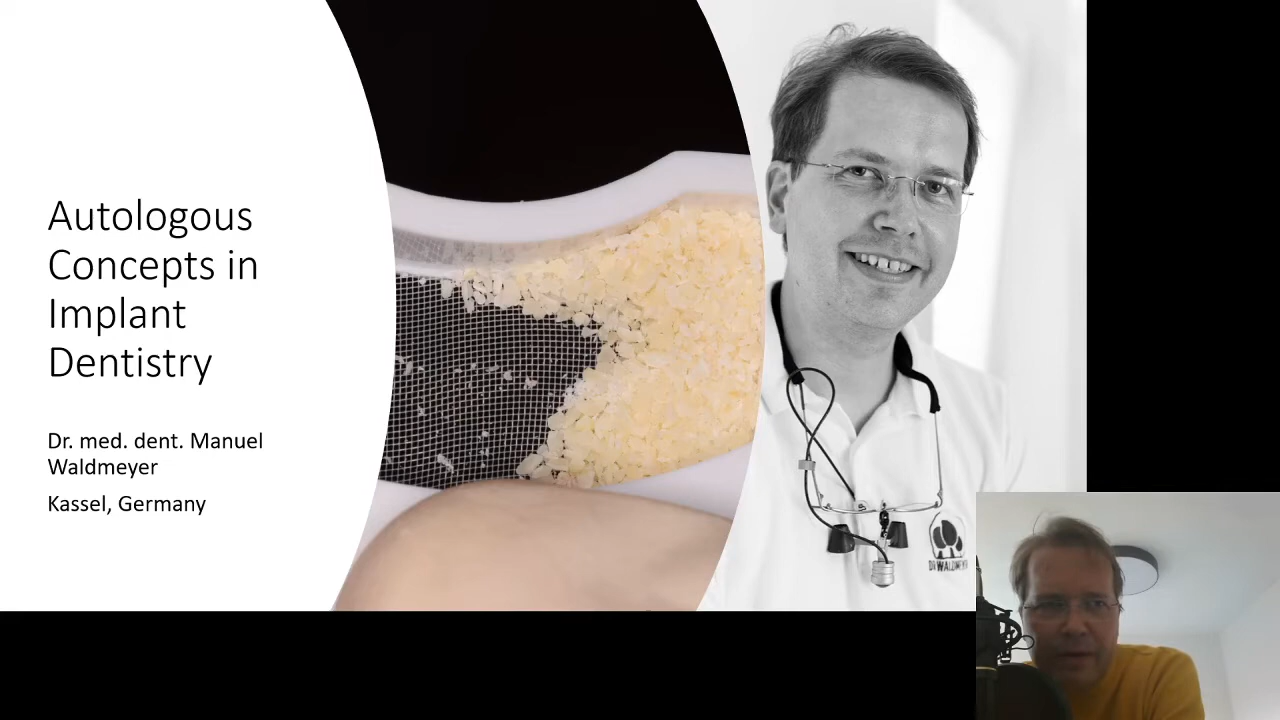 Autologous
Concepts in
Implant
Dentistry
Dr. med. dent. Manuel
Waldmeyer
Kassel, Germany